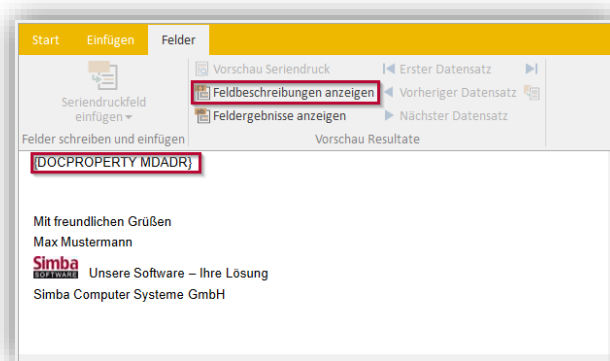 Start Einfügen Felder
Seriendruckfeld
einfügen
Felder schreiben und einfügen
Vorschau Seriendruck
Feldbeschreibungen anzeigen
Feldergebnisse anzeigen
Erster Datensatz
Vorheriger Datensatz
Nächster Datensatz
Vorschau Resultate
{DOCPROPERTY MDADR}
Mit freundlichen Grüßen
Max Mustermann
Simba
SOFTWARE
Unsere Software – Ihre Lösung
Simba Computer Systeme GmbH